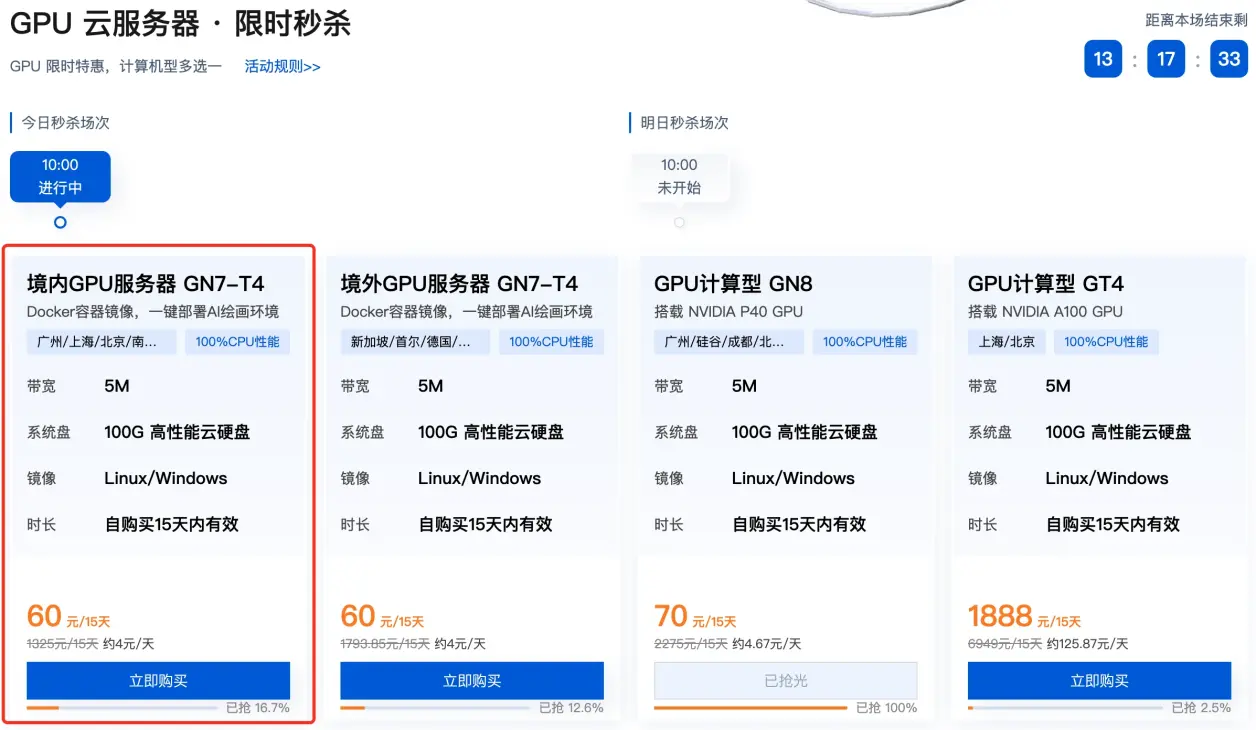 GPU 云服务器 · 限时秒杀
GPU 限时特惠，计算机型多选一 活动规则>>
距离本场结束剩
13 : 17 : 33
今日秒杀场次
10:00
进行中
明日秒杀场次
10:00
未开始
境内GPU服务器 GN7-T4
Docker容器镜像，一键部署AI绘画环境
广州/上海/北京/南... 100%CPU性能
带宽 5M
系统盘 100G 高性能云硬盘
镜像 Linux/Windows
时长 自购买15天内有效
60 元/15天
1325元/15天 约4元/天
立即购买
已抢 16.7%
境外GPU服务器 GN7-T4
Docker容器镜像，一键部署AI绘画环境
新加坡/首尔/德国/... 100%CPU性能
带宽 5M
系统盘 100G 高性能云硬盘
镜像 Linux/Windows
时长 自购买15天内有效
60 元/15天
1793.85元/15天 约4元/天
立即购买
已抢 12.6%
GPU计算型 GN8
搭载 NVIDIA P40 GPU
广州/硅谷/成都/北... 100%CPU性能
带宽 5M
系统盘 100G 高性能云硬盘
镜像 Linux/Windows
时长 自购买15天内有效
70 元/15天
2275元/15天 约4.67元/天
已抢光
已抢 100%
GPU计算型 GT4
搭载 NVIDIA A100 GPU
上海/北京 100%CPU性能
带宽 5M
系统盘 100G 高性能云硬盘
镜像 Linux/Windows
时长 自购买15天内有效
1888 元/15天
6949元/15天 约125.87元/天
立即购买
已抢 2.5%